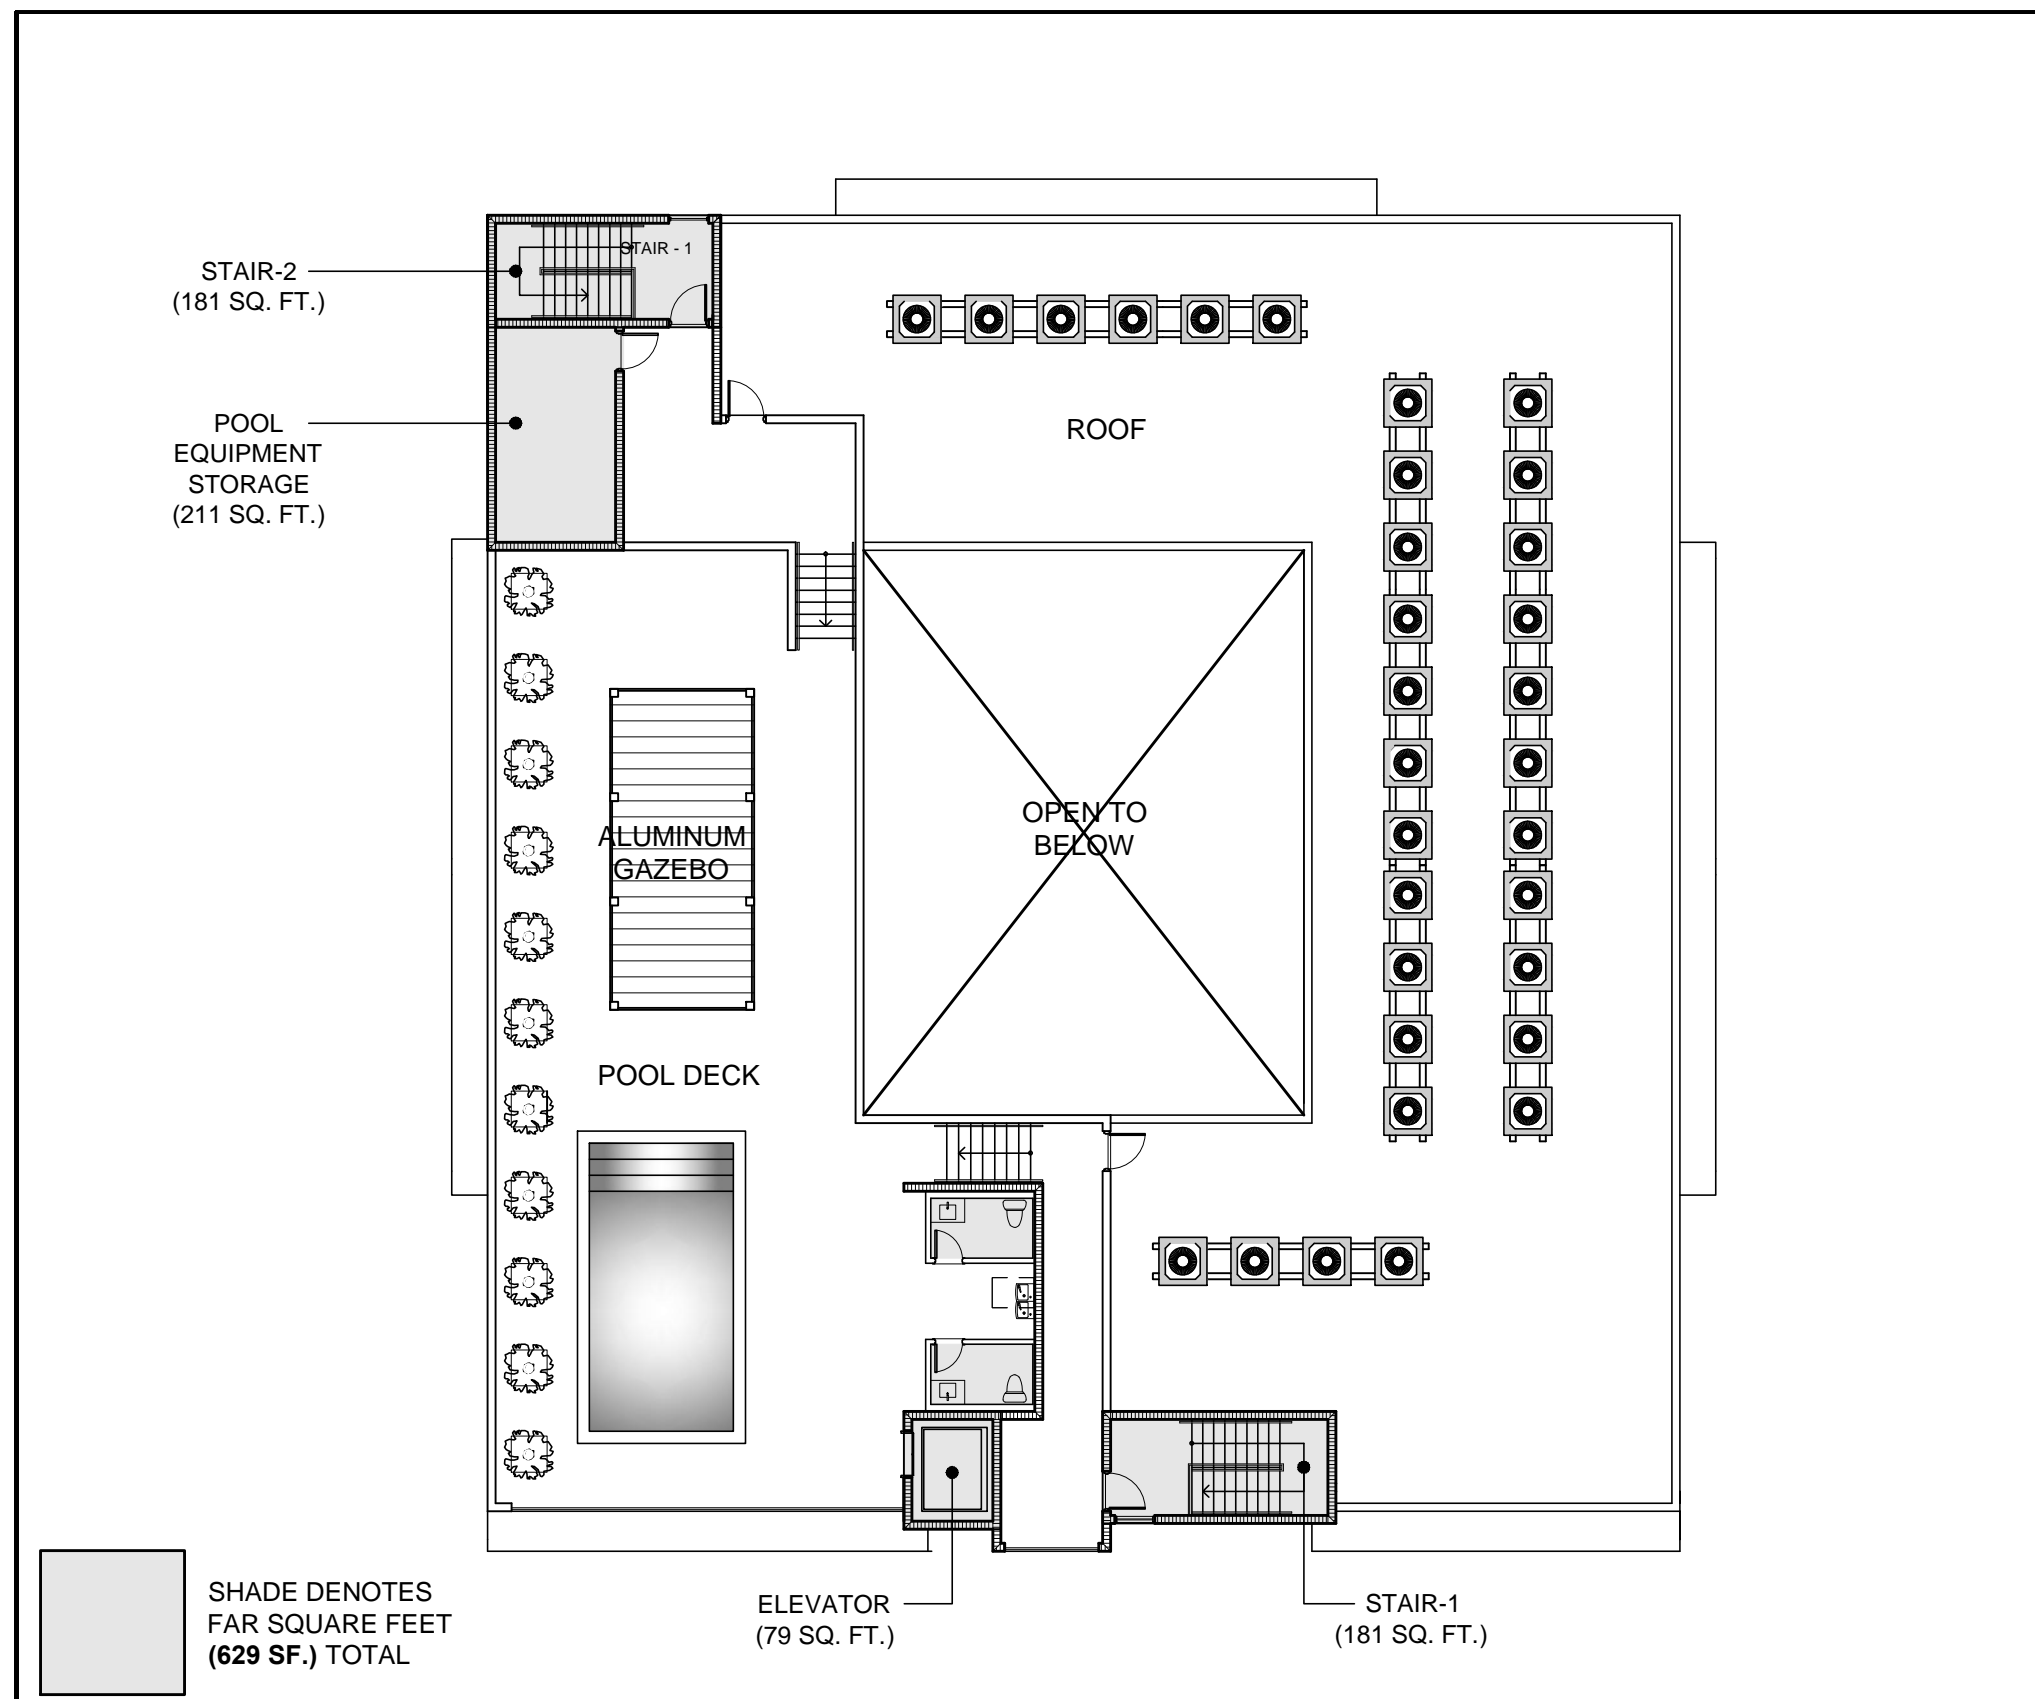 STAIR - 1
STAIR-2
(181 SQ. FT.)
POOL
EQUIPMENT
STORAGE
(211 SQ. FT.)
ROOF
OPEN TO
BELOW
ALUMINUM
GAZEBO
POOL DECK
SHADE DENOTES
FAR SQUARE FEET
(629 SF.) TOTAL
ELEVATOR
(79 SQ. FT.)
STAIR-1
(181 SQ. FT.)